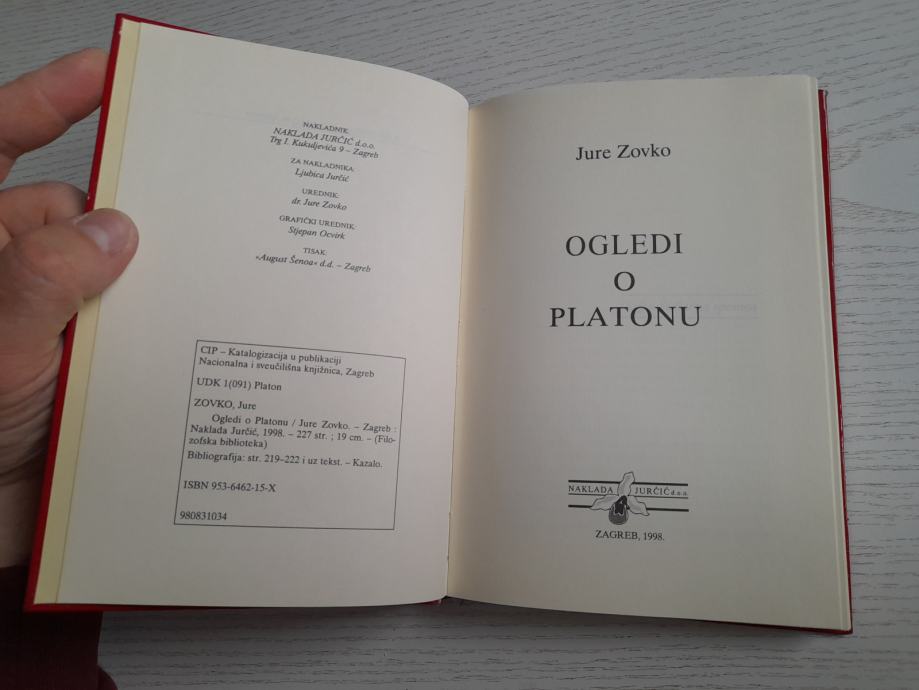 NAKLADNIK:
NAKLADA JURČIĆ d.o.o.
Trg I. Kukuljevića 9 – Zagreb
ZA NAKLADNIKA:
Ljubica Jurčić
UREDNIK:
dr. Jure Zovko
GRAFIČKI UREDNIK:
Stjepan Ocvirk
TISAK:
»August Šenoa« d.d. – Zagreb
CIP – Katalogizacija u publikaciji
Nacionalna i sveučilišna knjižnica, Zagreb
UDK 1(091) Platon
ZOVKO, Jure
Ogledi o Platonu / Jure Zovko. – Zagreb :
Naklada Jurčić, 1998. – 227 str. ; 19 cm. – (Filo-
zofska biblioteka)
Bibliografija: str. 219–222 i uz tekst. – Kazalo.
ISBN 953-6462-15-X
980831034
Jure Zovko
OGLEDI
O
PLATONU
NAKLADA JURČIĆ d.o.o.
ZAGREB, 1998.